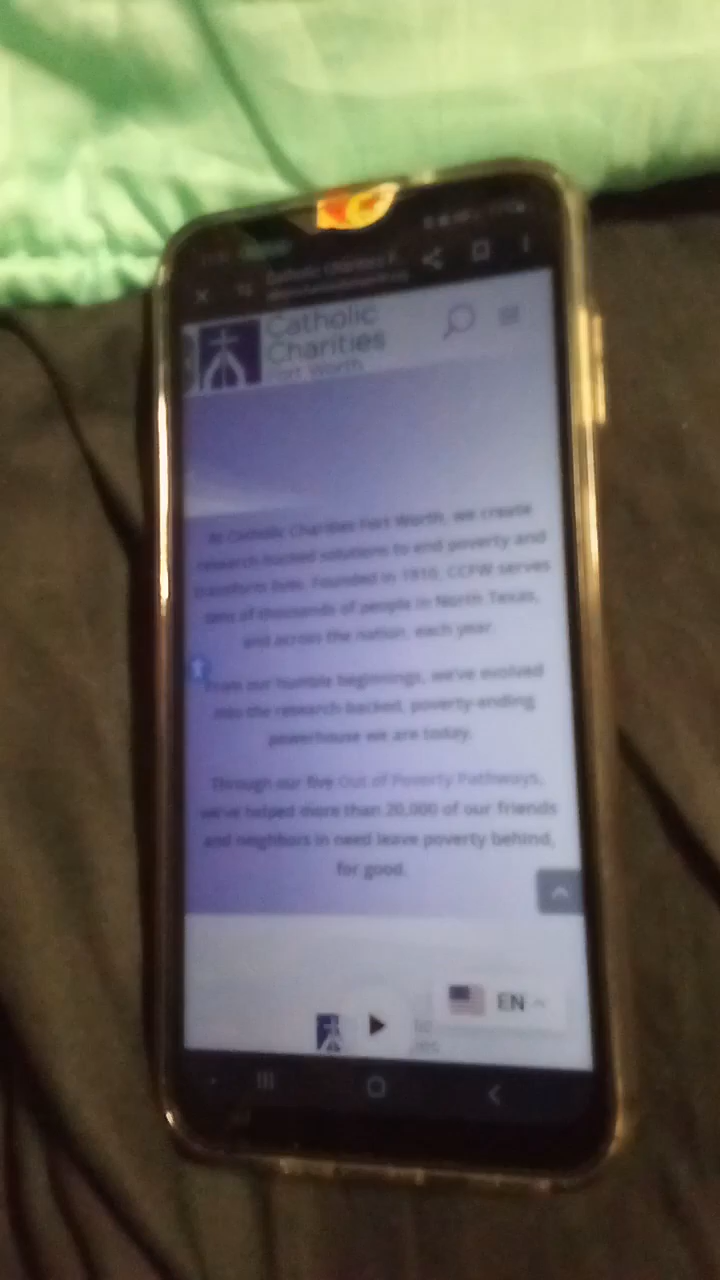 Catholic Charities F
Catholic
Charities
Fort Worth
At Catholic Charities Fort Worth, we create
research-backed solutions to end poverty and
transform lives. Founded in 1910, CCFW serves
tens of thousands of people in North Texas,
and across the nation, each year.
From our humble beginnings, we've evolved
into the research-backed, poverty-ending
powerhouse we are today.
Through our five Out of Poverty Pathways,
we've helped more than 20,000 of our friends
and neighbors in need leave poverty behind,
for good.
EN